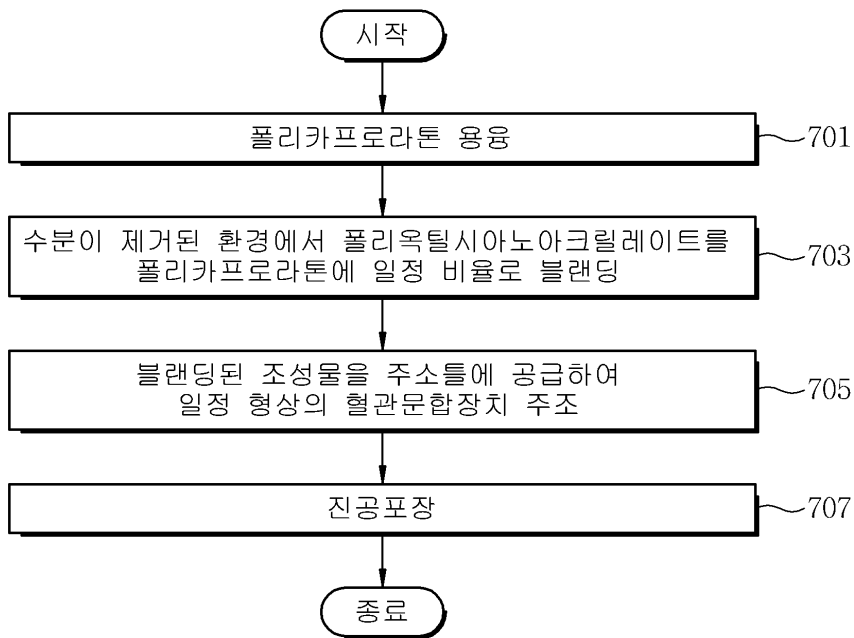 시작
폴리카프로라톤 용융
701
수분이 제거된 환경에서 폴리옥틸시아노아크릴레이트를
폴리카프로라톤에 일정 비율로 블랜딩
703
블랜딩된 조성물을 주소틀에 공급하여
일정 형상의 혈관문합장치 주조
705
진공포장
707
종료